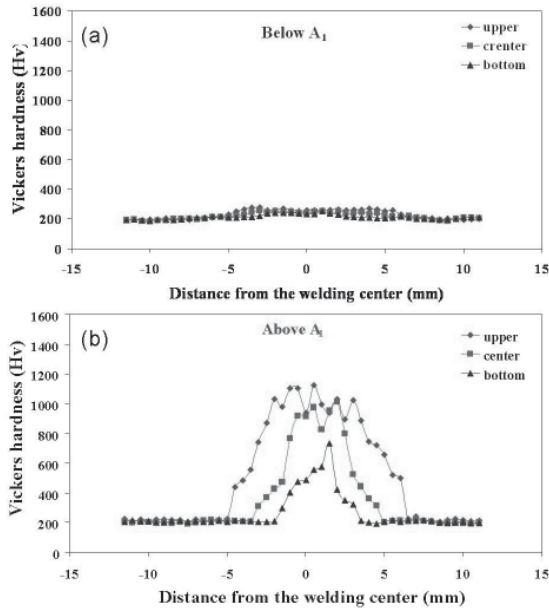 (a)
Below A1
upper
crenter
bottom
Vickers hardness (Hv)
1600
1400
1200
1000
800
600
400
200
0
-15 -10 -5 0 5 10 15
Distance from the welding center (mm)
(b)
Above A1
upper
center
bottom
Vickers hardness (Hv)
1600
1400
1200
1000
800
600
400
200
0
-15 -10 -5 0 5 10 15
Distance from the welding center (mm)